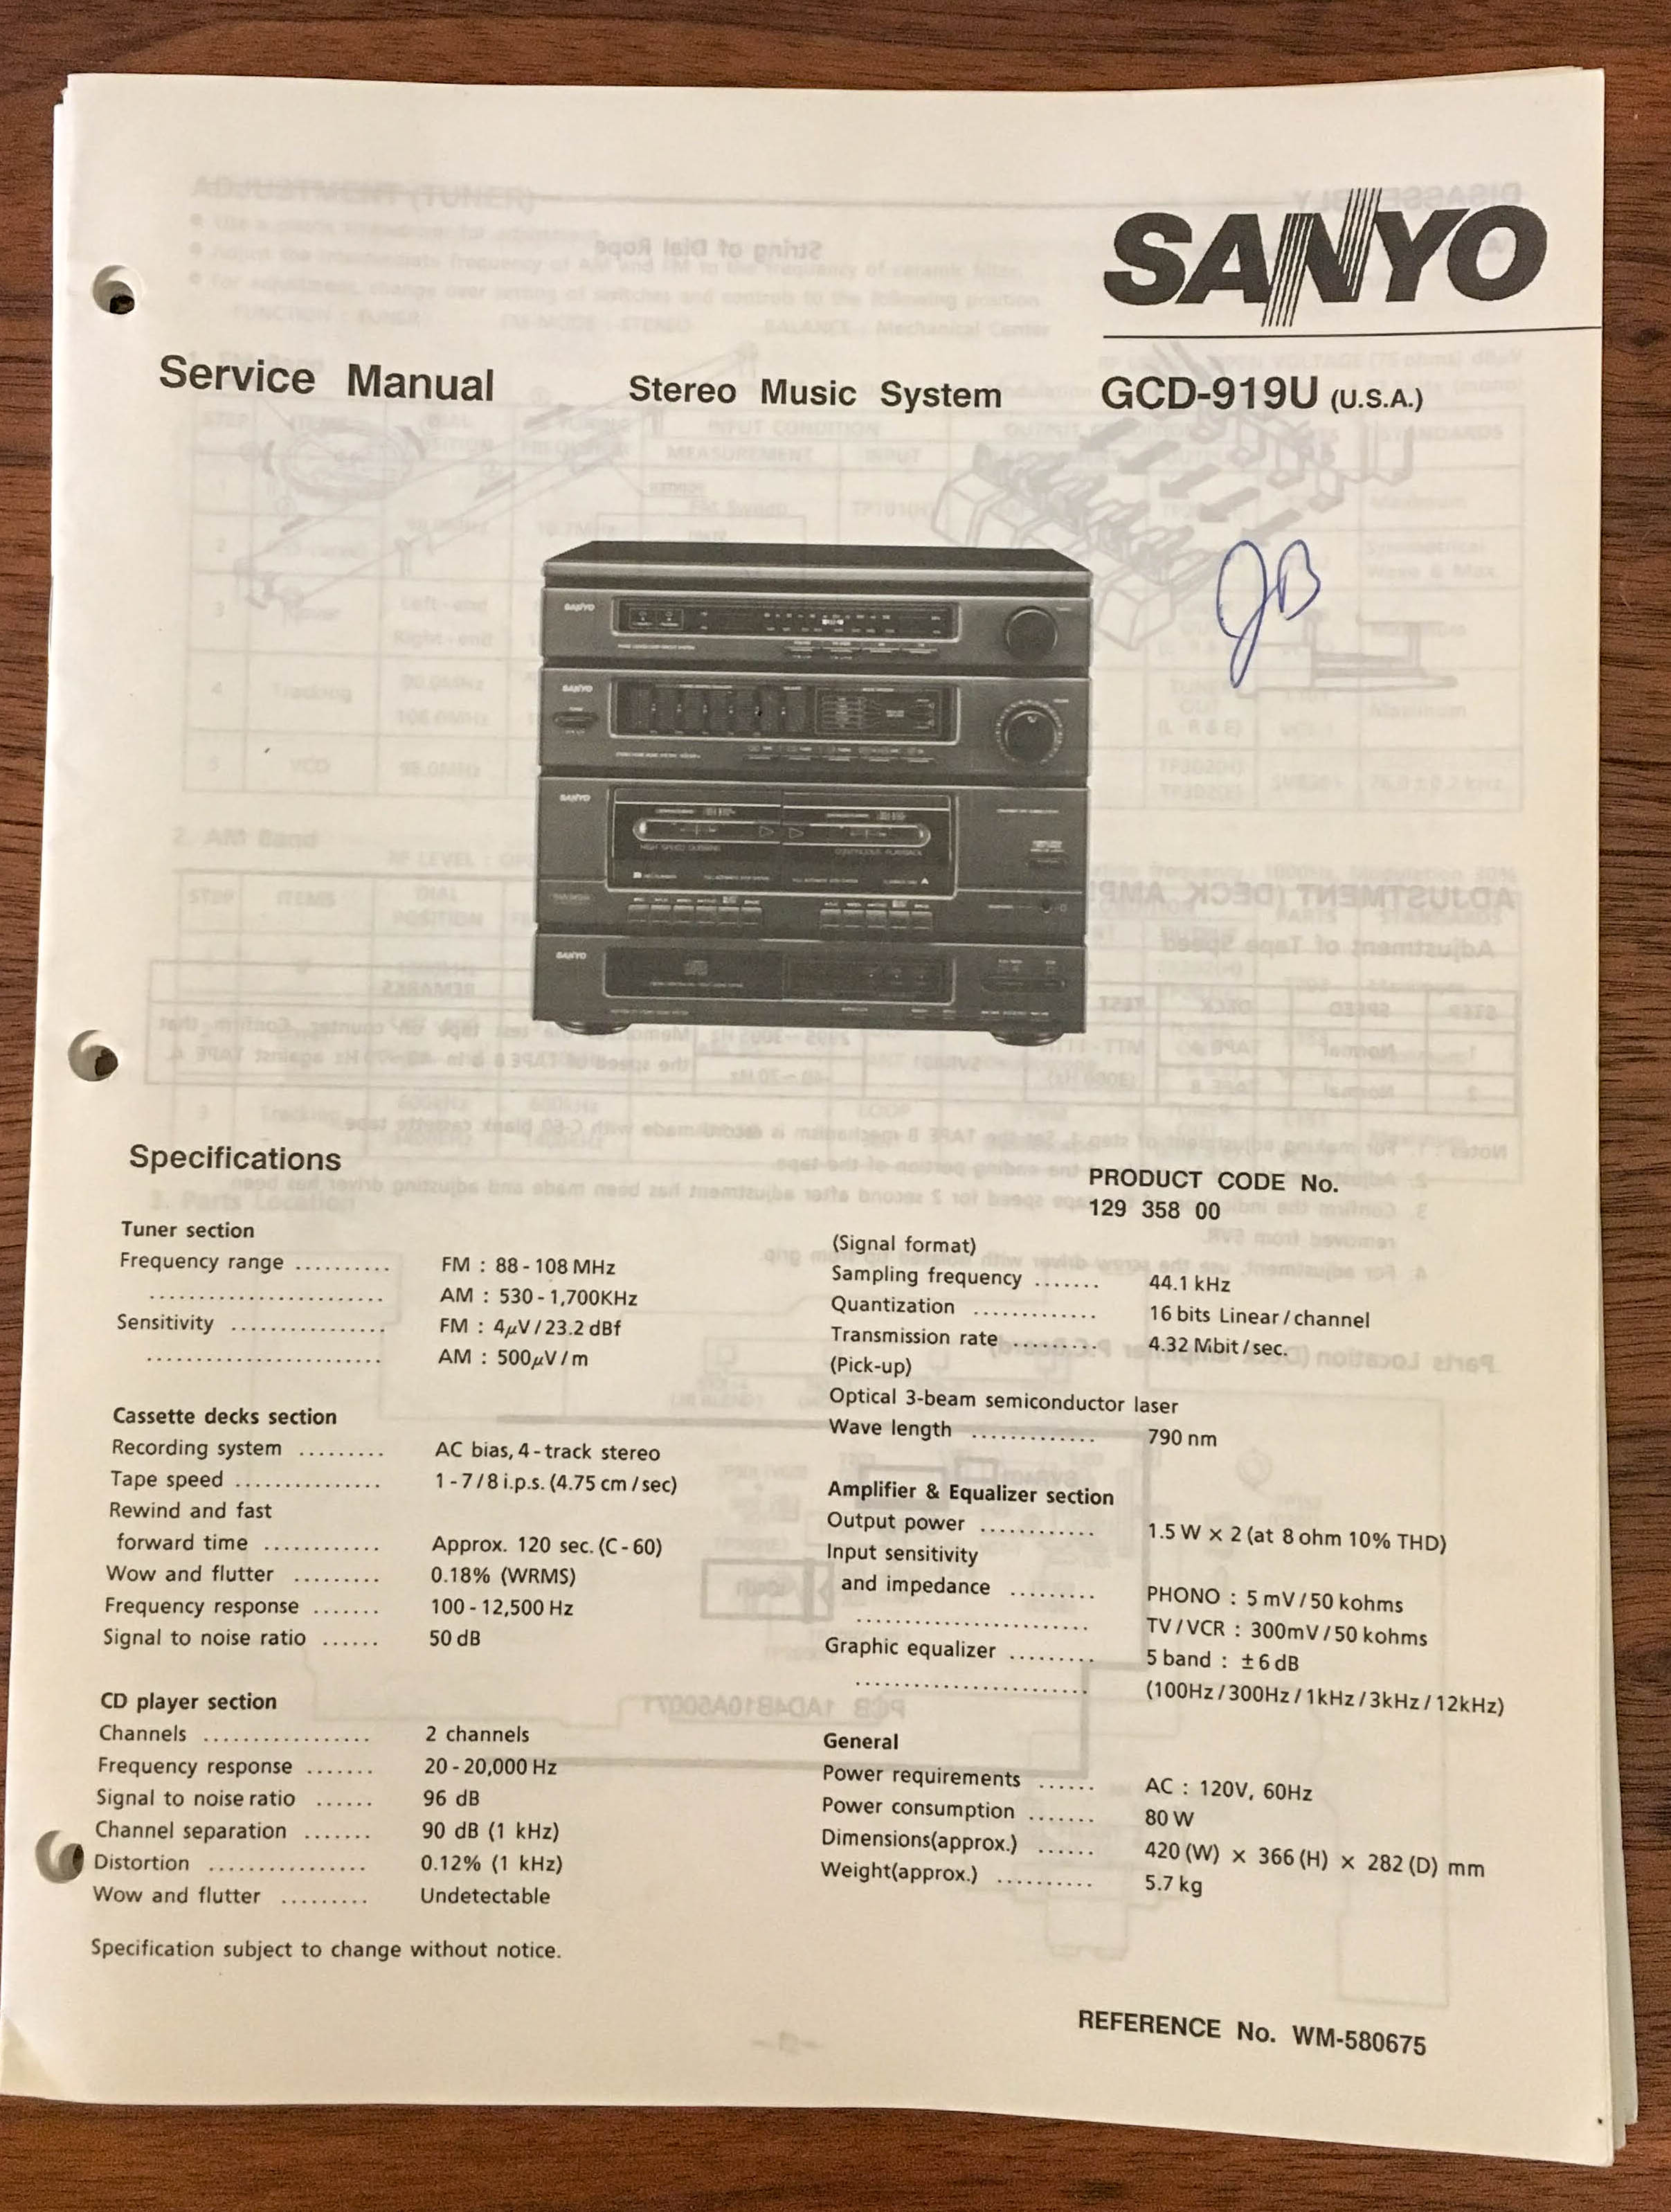 SANYO
Service Manual Stereo Music System GCD-919U (U.S.A.)
JB
SANYO
SANYO
SANYO
HIGH SPEED DUBBING CONTINUOUS PLAYBACK
SANYO
Specifications
Tuner section
Frequency range .......... FM : 88-108 MHz
........................ AM : 530-1,700KHz
Sensitivity ................ FM : 4μV/23.2 dBf
........................ AM : 500μV/m
Cassette decks section
Recording system ......... AC bias, 4-track stereo
Tape speed ............... 1-7/8 i.p.s. (4.75 cm/sec)
Rewind and fast
forward time ............ Approx. 120 sec. (C-60)
Wow and flutter ......... 0.18% (WRMS)
Frequency response ....... 100-12,500 Hz
Signal to noise ratio ...... 50 dB
CD player section
Channels ................. 2 channels
Frequency response ....... 20-20,000 Hz
Signal to noise ratio ...... 96 dB
Channel separation ....... 90 dB (1 kHz)
Distortion ................ 0.12% (1 kHz)
Wow and flutter ......... Undetectable
Specification subject to change without notice.
PRODUCT CODE No.
129 358 00
(Signal format)
Sampling frequency ....... 44.1 kHz
Quantization ............. 16 bits Linear/channel
Transmission rate ......... 4.32 Mbit/sec.
(Pick-up)
Optical 3-beam semiconductor laser
Wave length ............. 790 nm
Amplifier & Equalizer section
Output power ............ 1.5 W × 2 (at 8 ohm 10% THD)
Input sensitivity
and impedance ......... PHONO : 5 mV/50 kohms
........................ TV/VCR : 300mV/50 kohms
Graphic equalizer ......... 5 band : ±6 dB
........................ (100Hz/300Hz/1kHz/3kHz/12kHz)
General
Power requirements ...... AC : 120V, 60Hz
Power consumption ....... 80 W
Dimensions(approx.) ...... 420 (W) × 366 (H) × 282 (D) mm
Weight(approx.) .......... 5.7 kg
REFERENCE No. WM-580675